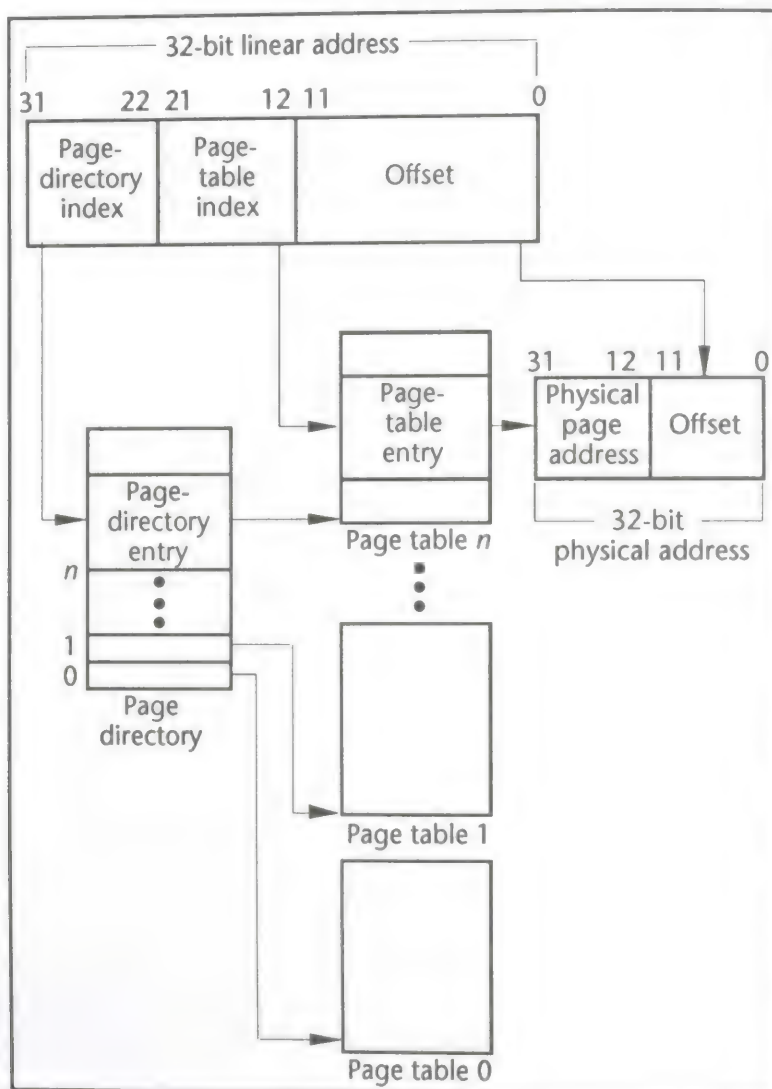 32-bit linear address
31 22 21 12 11 0
Page-
directory
index
Page-
table
index
Offset
31 12 11 0
Page-
table
entry
Physical
page
address
Offset
Page-
directory
entry
32-bit
physical address
Page table n
n
1
0
Page
directory
Page table 1
Page table 0